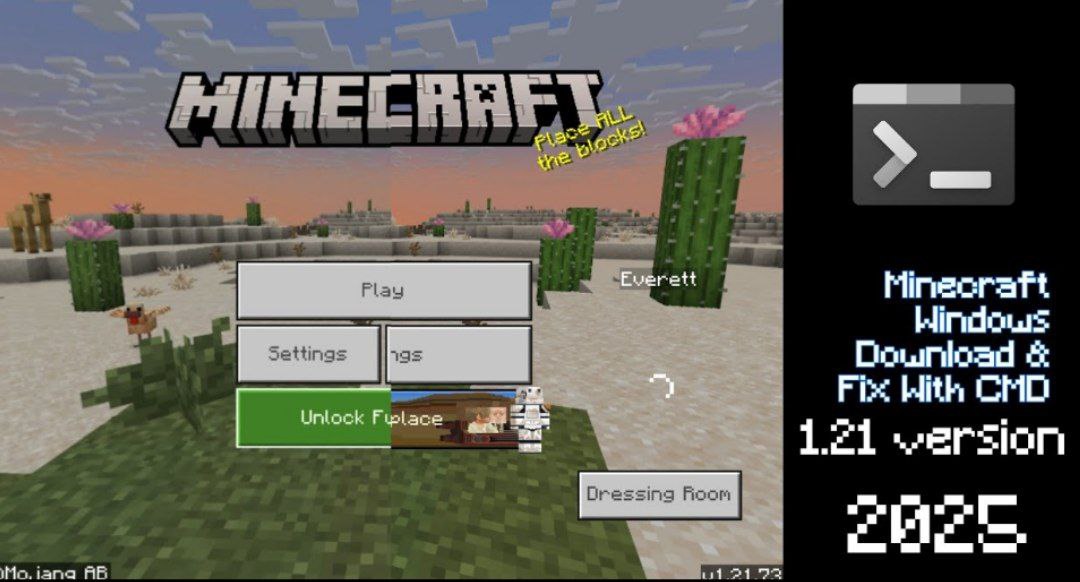 MINECRAFT
Place ALL
the blocks!
Everett
Play
Settings
ngs
Unlock Fu
place
Dressing Room
©Mojang AB
v1.21.73
Minecraft
Windows
Download &
Fix With CMD
1.21 version
2025